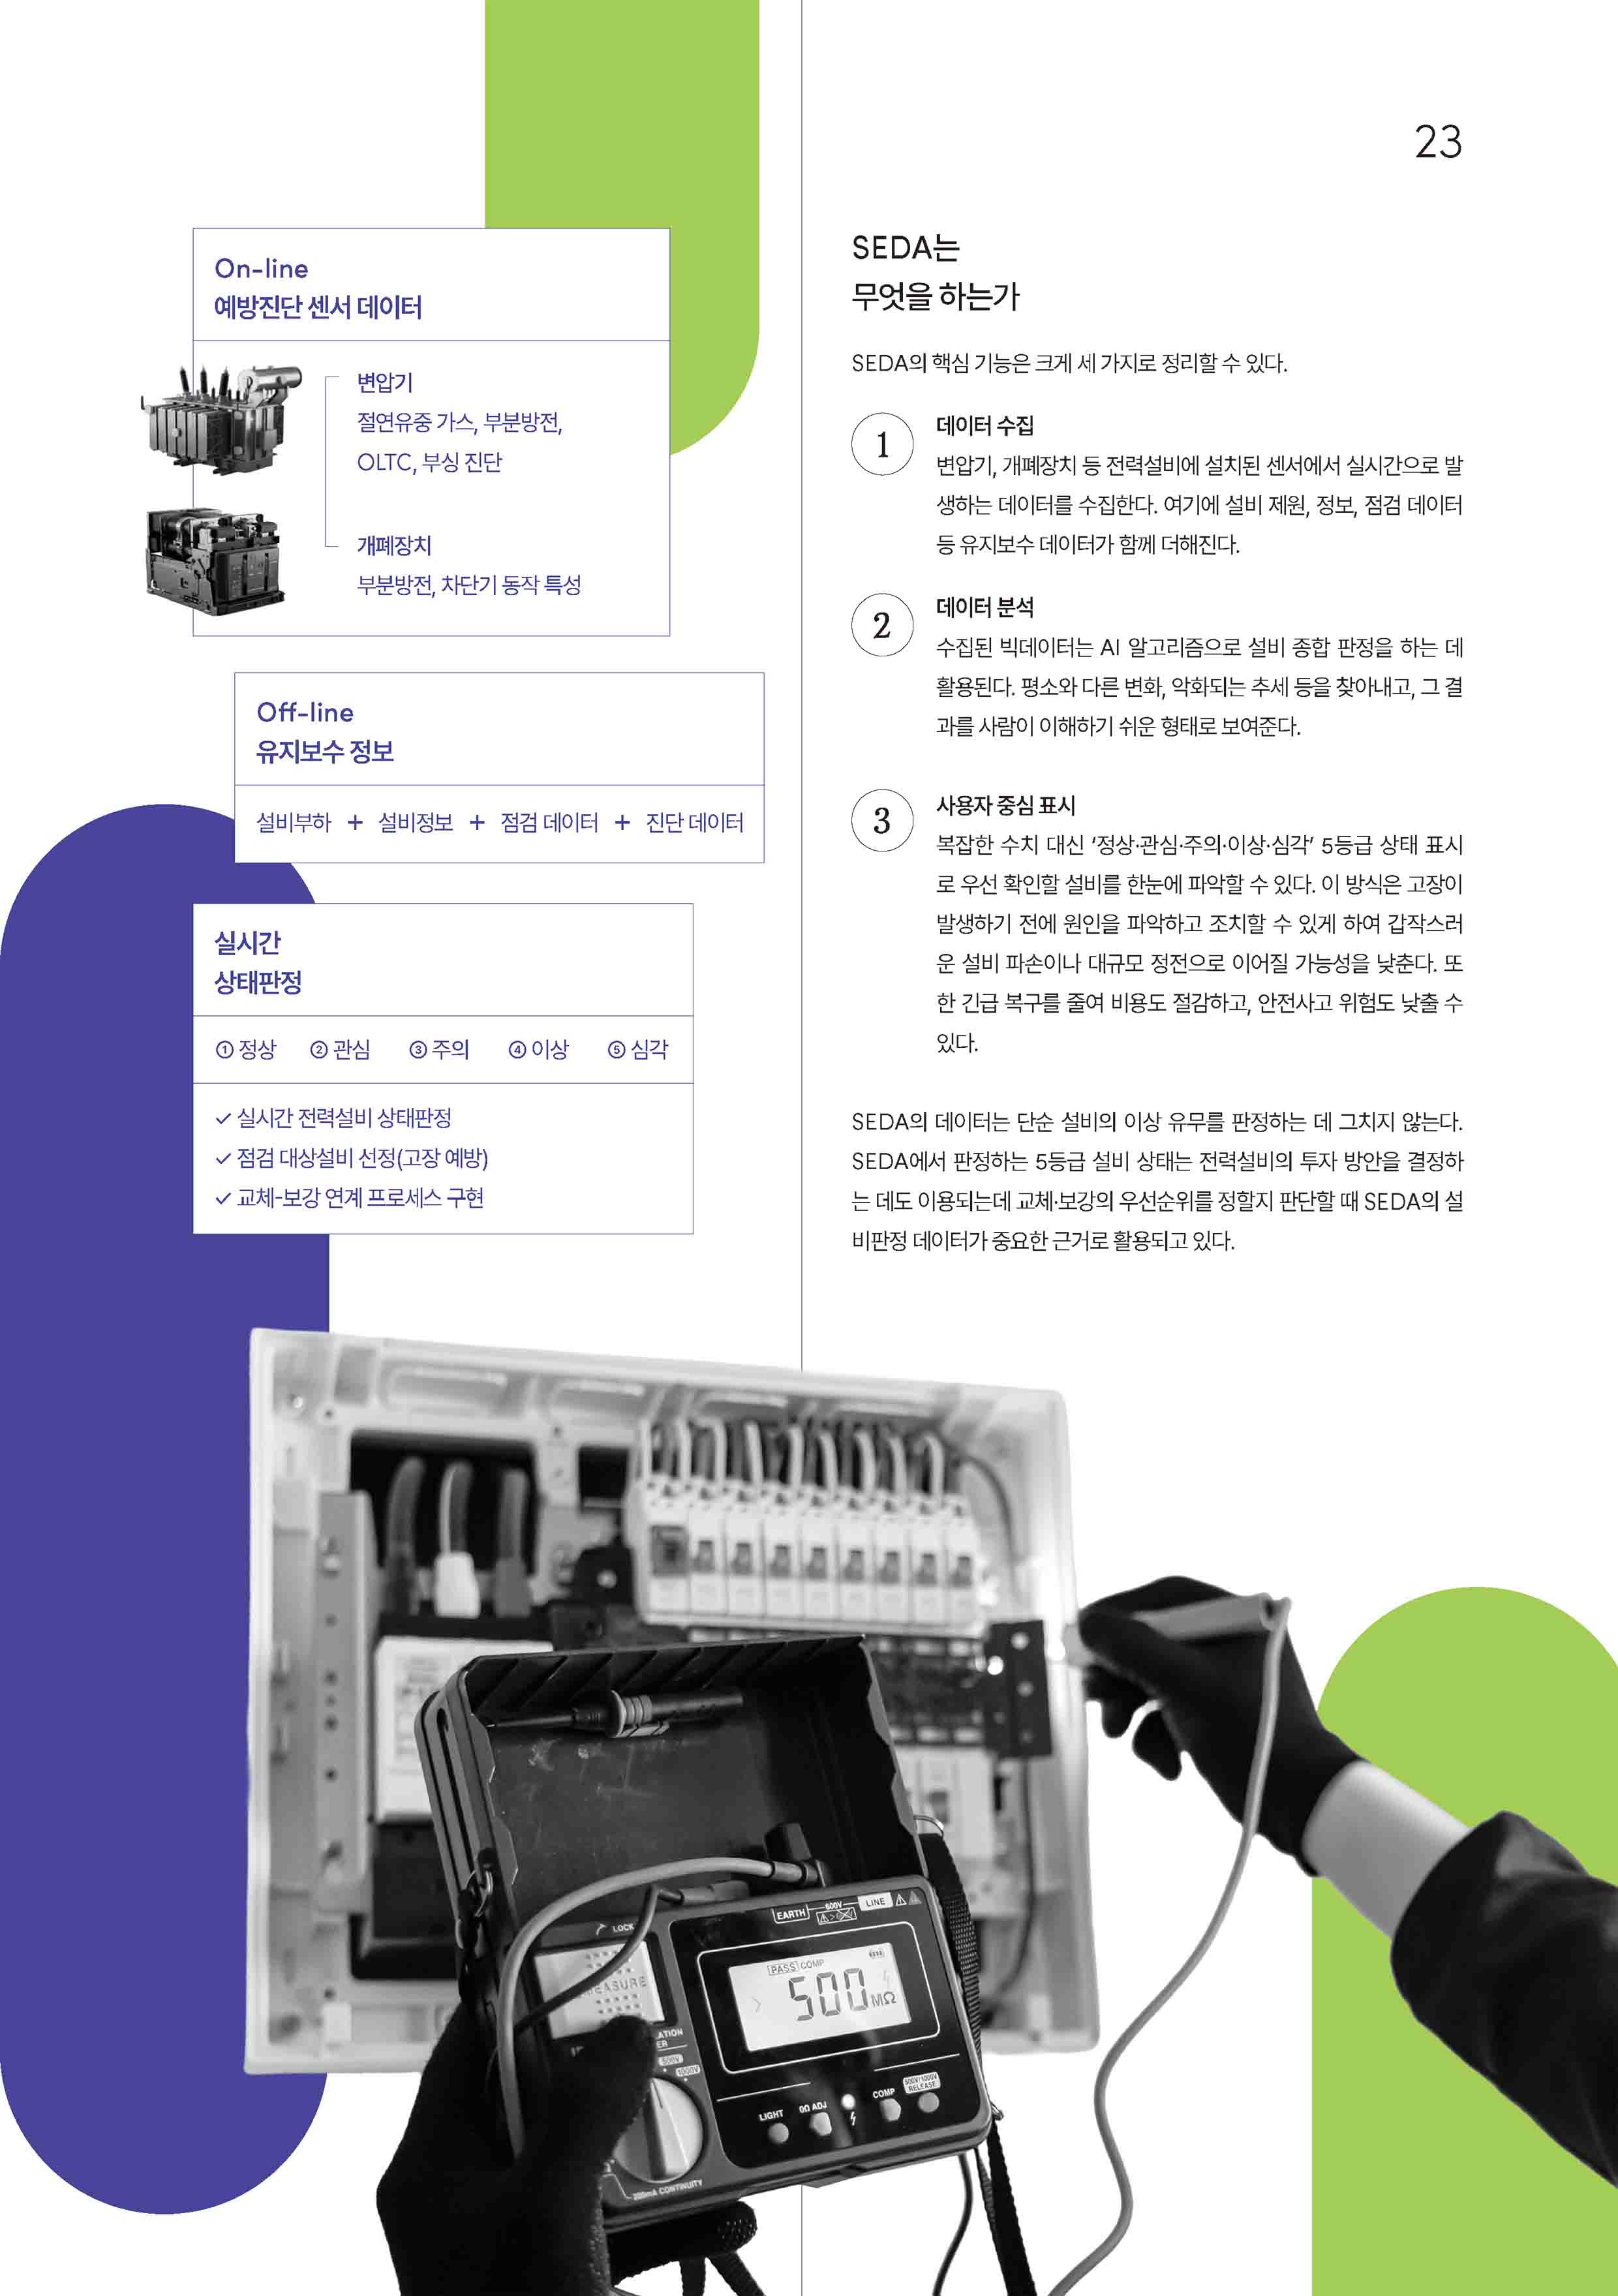 23
On-line
예방진단 센서 데이터
변압기
절연유중 가스, 부분방전,
OLTC, 부싱 진단
개폐장치
부분방전, 차단기 동작 특성
Off-line
유지보수 정보
설비부하 + 설비정보 + 점검 데이터 + 진단 데이터
실시간
상태판정
① 정상 ② 관심 ③ 주의 ④ 이상 ⑤ 심각
✓ 실시간 전력설비 상태판정
✓ 점검 대상설비 선정(고장 예방)
✓ 교체-보강 연계 프로세스 구현
SEDA는
무엇을 하는가
SEDA의 핵심 기능은 크게 세 가지로 정리할 수 있다.
1
데이터 수집
변압기, 개폐장치 등 전력설비에 설치된 센서에서 실시간으로 발
생하는 데이터를 수집한다. 여기에 설비 제원, 정보, 점검 데이터
등 유지보수 데이터가 함께 더해진다.
2
데이터 분석
수집된 빅데이터는 AI 알고리즘으로 설비 종합 판정을 하는 데
활용된다. 평소와 다른 변화, 악화되는 추세 등을 찾아내고, 그 결
과를 사람이 이해하기 쉬운 형태로 보여준다.
3
사용자 중심 표시
복잡한 수치 대신 ‘정상·관심·주의·이상·심각’ 5등급 상태 표시
로 우선 확인할 설비를 한눈에 파악할 수 있다. 이 방식은 고장이
발생하기 전에 원인을 파악하고 조치할 수 있게 하여 갑작스러
운 설비 파손이나 대규모 정전으로 이어질 가능성을 낮춘다. 또
한 긴급 복구를 줄여 비용도 절감하고, 안전사고 위험도 낮출 수
있다.
SEDA의 데이터는 단순 설비의 이상 유무를 판정하는 데 그치지 않는다.
SEDA에서 판정하는 5등급 설비 상태는 전력설비의 투자 방안을 결정하
는 데도 이용되는데 교체·보강의 우선순위를 정할지 판단할 때 SEDA의 설
비판정 데이터가 중요한 근거로 활용되고 있다.
EARTH 600V LINE
LOCK
PASS COMP
500 MΩ
500V
1000V
LIGHT 0Ω ADJ COMP 500V/1000V
RELEASE
200mA CONTINUITY